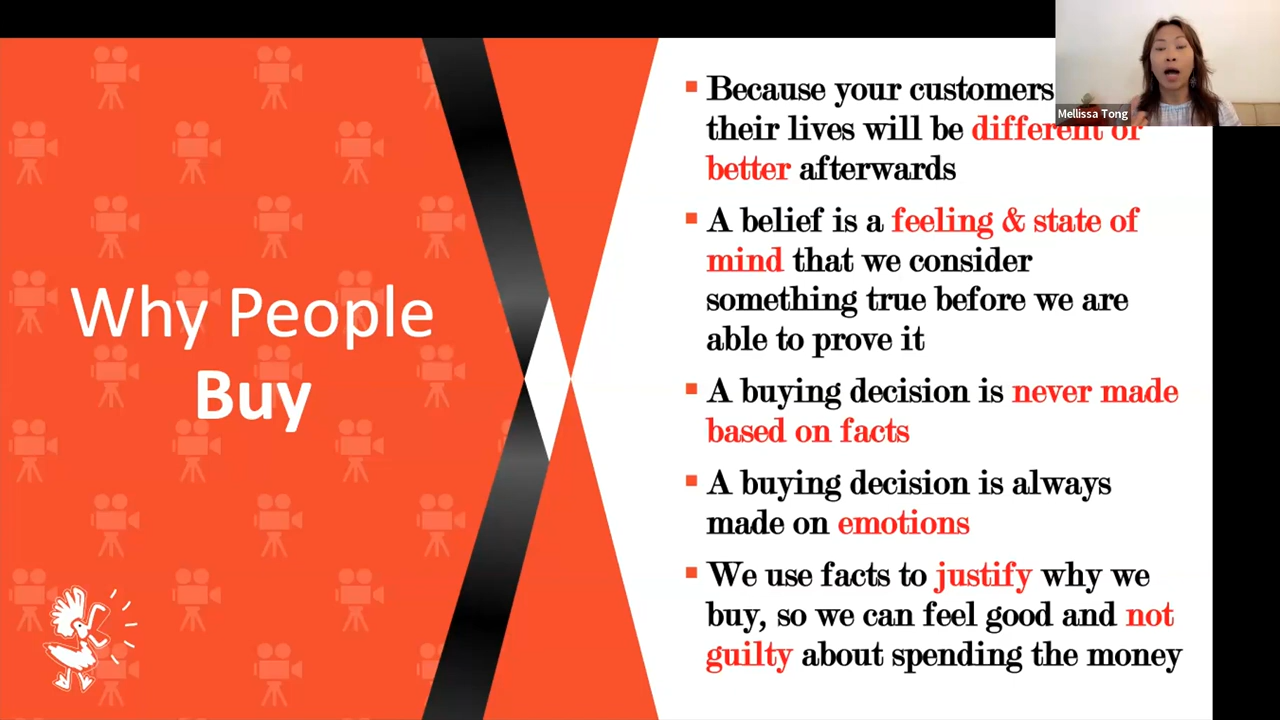 Why People
Buy
Because your customers
their lives will be different or
better afterwards
A belief is a feeling & state of
mind that we consider
something true before we are
able to prove it
A buying decision is never made
based on facts
A buying decision is always
made on emotions
We use facts to justify why we
buy, so we can feel good and not
guilty about spending the money
Mellissa Tong